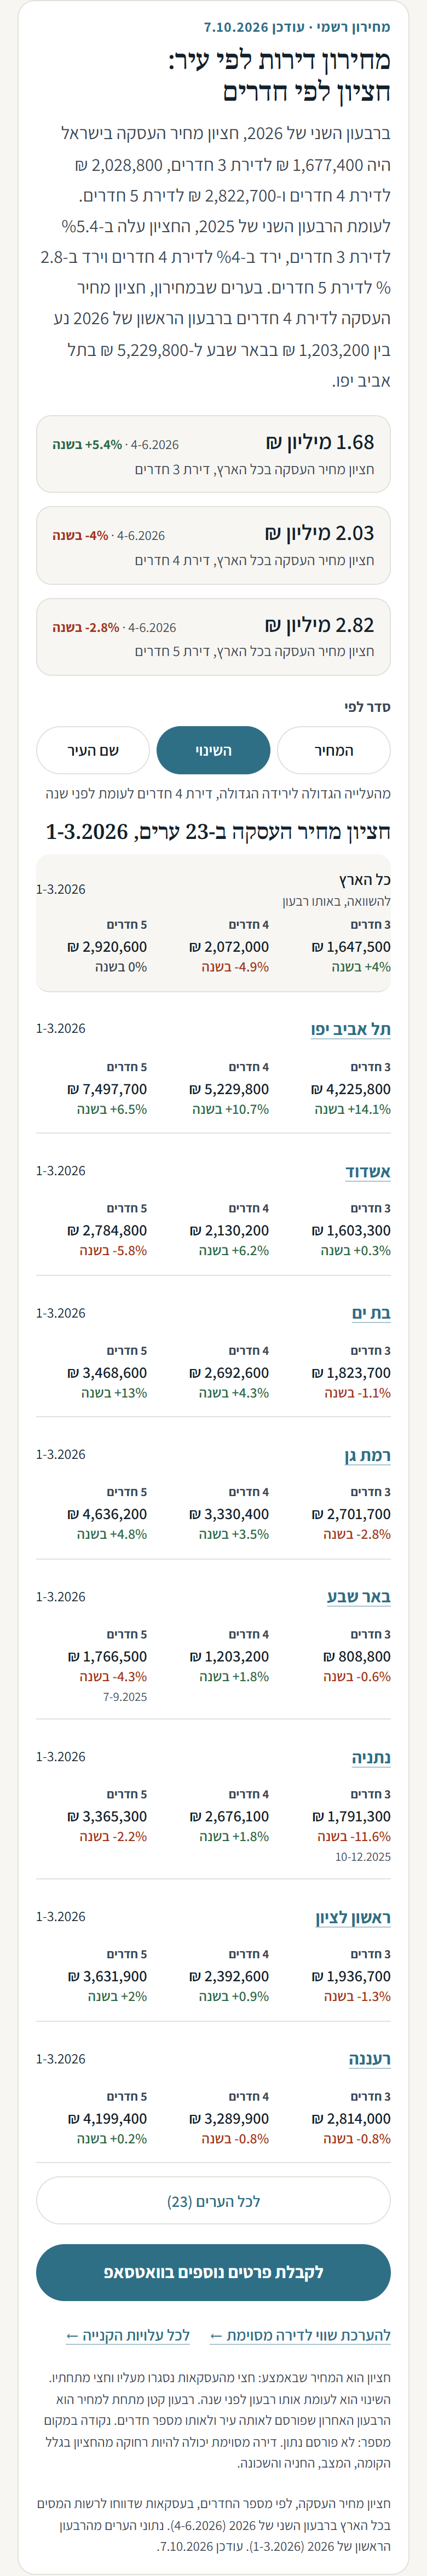 מחירון רשמי · עודכן 7.10.2026
מחירון דירות לפי עיר:
חציון לפי חדרים
ברבעון השני של 2026, חציון מחיר העסקה בישראל
היה 1,677,400 ₪ לדירת 3 חדרים, 2,028,800 ₪
לדירת 4 חדרים ו-2,822,700 ₪ לדירת 5 חדרים.
לעומת הרבעון השני של 2025, החציון עלה ב-5.4%
לדירת 3 חדרים, ירד ב-4% לדירת 4 חדרים וירד ב-2.8
% לדירת 5 חדרים. בערים שבמחירון, חציון מחיר
העסקה לדירת 4 חדרים ברבעון הראשון של 2026 נע
בין 1,203,200 ₪ בבאר שבע ל-5,229,800 ₪ בתל
אביב יפו.
1.68 מיליון ₪
4-6.2026 · +5.4% בשנה
חציון מחיר העסקה בכל הארץ, דירת 3 חדרים
2.03 מיליון ₪
4-6.2026 · -4% בשנה
חציון מחיר העסקה בכל הארץ, דירת 4 חדרים
2.82 מיליון ₪
4-6.2026 · -2.8% בשנה
חציון מחיר העסקה בכל הארץ, דירת 5 חדרים
סדר לפי
המחיר השינוי שם העיר
מהעלייה הגדולה לירידה הגדולה, דירת 4 חדרים לעומת לפני שנה
חציון מחיר העסקה ב-23 ערים, 1-3.2026
כל הארץ 1-3.2026
להשוואה, באותו רבעון
3 חדרים 4 חדרים 5 חדרים
1,647,500 ₪ 2,072,000 ₪ 2,920,600 ₪
+4% בשנה -4.9% בשנה 0% בשנה
תל אביב יפו 1-3.2026
3 חדרים 4 חדרים 5 חדרים
4,225,800 ₪ 5,229,800 ₪ 7,497,700 ₪
+14.1% בשנה +10.7% בשנה +6.5% בשנה
אשדוד 1-3.2026
3 חדרים 4 חדרים 5 חדרים
1,603,300 ₪ 2,130,200 ₪ 2,784,800 ₪
+0.3% בשנה +6.2% בשנה -5.8% בשנה
בת ים 1-3.2026
3 חדרים 4 חדרים 5 חדרים
1,823,700 ₪ 2,692,600 ₪ 3,468,600 ₪
-1.1% בשנה +4.3% בשנה +13% בשנה
רמת גן 1-3.2026
3 חדרים 4 חדרים 5 חדרים
2,701,700 ₪ 3,330,400 ₪ 4,636,200 ₪
-2.8% בשנה +3.5% בשנה +4.8% בשנה
באר שבע 1-3.2026
3 חדרים 4 חדרים 5 חדרים
808,800 ₪ 1,203,200 ₪ 1,766,500 ₪
-0.6% בשנה +1.8% בשנה -4.3% בשנה
7-9.2025
נתניה 1-3.2026
3 חדרים 4 חדרים 5 חדרים
1,791,300 ₪ 2,676,100 ₪ 3,365,300 ₪
-11.6% בשנה +1.8% בשנה -2.2% בשנה
10-12.2025
ראשון לציון 1-3.2026
3 חדרים 4 חדרים 5 חדרים
1,936,700 ₪ 2,392,600 ₪ 3,631,900 ₪
-1.3% בשנה +0.9% בשנה +2% בשנה
רעננה 1-3.2026
3 חדרים 4 חדרים 5 חדרים
2,814,000 ₪ 3,289,900 ₪ 4,199,400 ₪
-0.8% בשנה -0.8% בשנה +0.2% בשנה
לכל הערים (23)
לקבלת פרטים נוספים בוואטסאפ
להערכת שווי לדירה מסוימת ← לכל עלויות הקנייה ←
חציון הוא המחיר שבאמצע: חצי מהעסקאות נסגרו מעליו וחצי מתחתיו.
השינוי הוא לעומת אותו רבעון לפני שנה. רבעון קטן מתחת למחיר הוא
הרבעון האחרון שפורסם לאותה עיר ולאותו מספר חדרים. נקודה במקום
מספר: לא פורסם נתון. דירה מסוימת יכולה להיות רחוקה מהחציון בגלל
הקומה, המצב, החניה והשכונה.
חציון מחיר העסקה, לפי מספר החדרים, בעסקאות שדווחו לרשות המסים
בכל הארץ ברבעון השני של 2026 (4-6.2026). נתוני הערים מהרבעון
הראשון של 2026 (1-3.2026). עודכן 7.10.2026.